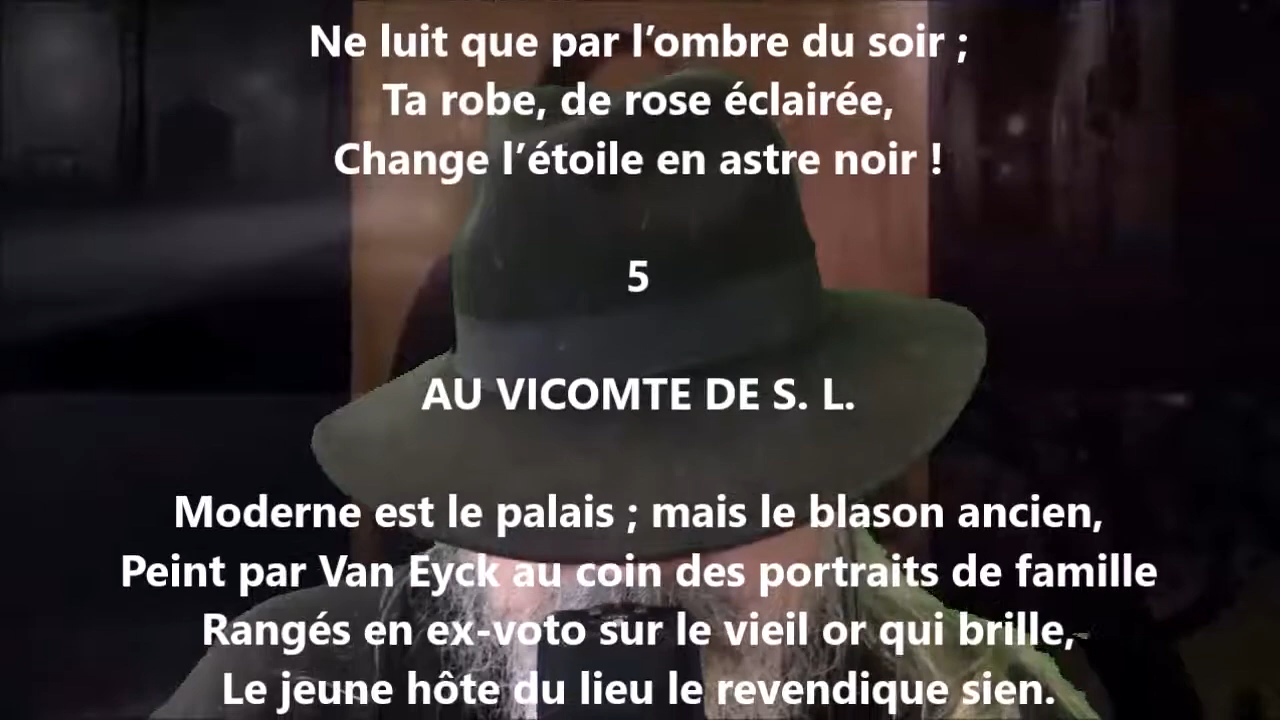 Ne luit que par l’ombre du soir ;
Ta robe, de rose éclairée,
Change l’étoile en astre noir !
5
AU VICOMTE DE S. L.
Moderne est le palais ; mais le blason ancien,
Peint par Van Eyck au coin des portraits de famille
Rangés en ex-voto sur le vieil or qui brille,
Le jeune hôte du lieu le revendique sien.